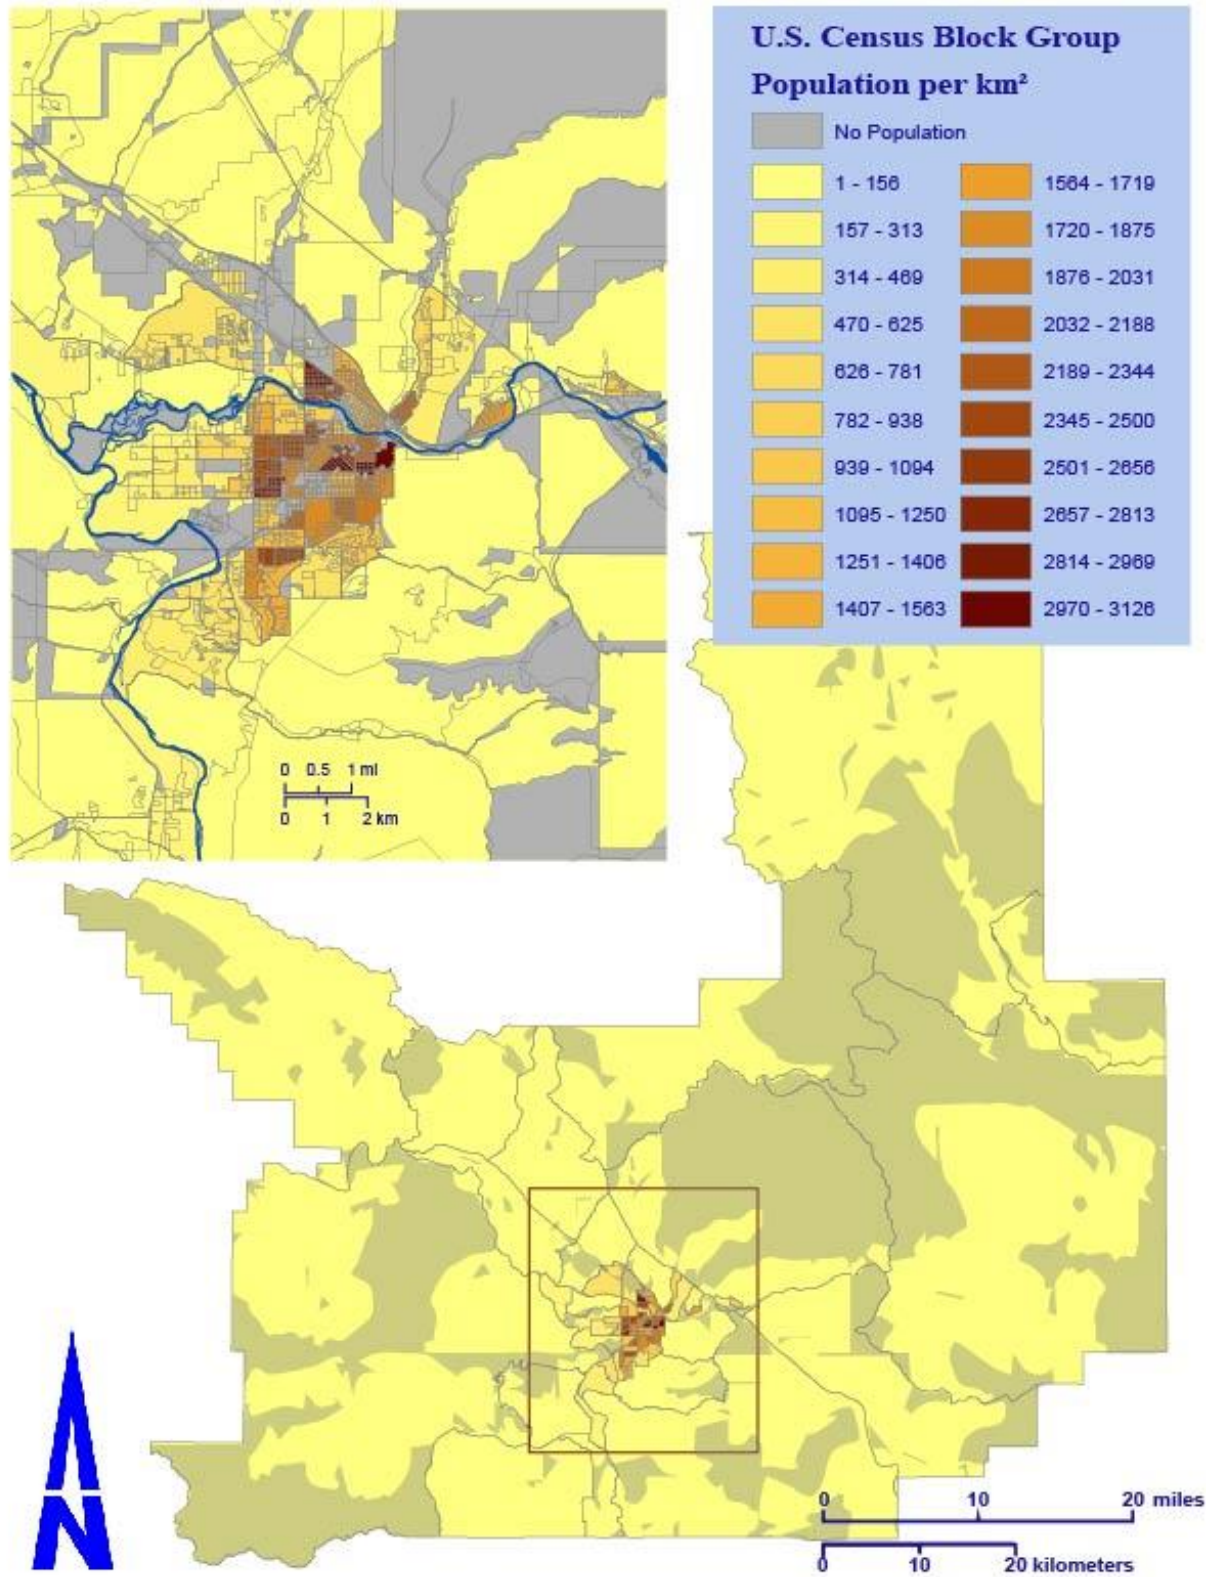 U.S. Census Block Group
Population per km²
No Population
1 - 156
157 - 313
314 - 469
470 - 625
626 - 781
782 - 938
939 - 1094
1095 - 1250
1251 - 1406
1407 - 1563
1564 - 1719
1720 - 1875
1876 - 2031
2032 - 2188
2189 - 2344
2345 - 2500
2501 - 2656
2657 - 2813
2814 - 2969
2970 - 3126
0 0.5 1 mi
0 1 2 km
N
0 10 20 miles
0 10 20 kilometers